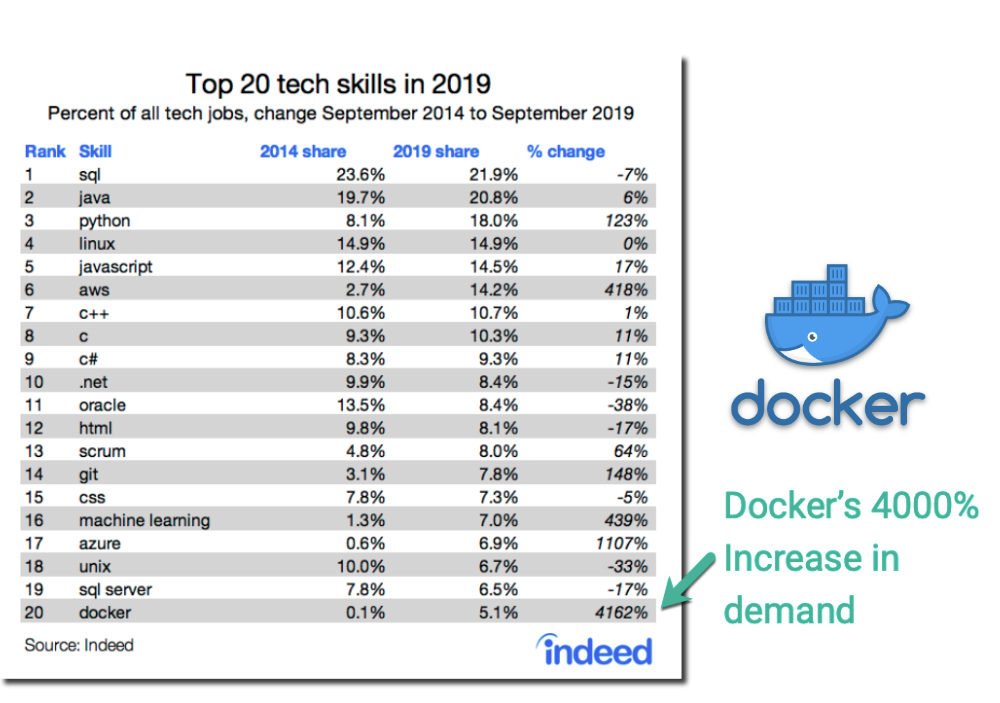 Top 20 tech skills in 2019
Percent of all tech jobs, change September 2014 to September 2019
Rank Skill 2014 share 2019 share % change
1 sql 23.6% 21.9% -7%
2 java 19.7% 20.8% 6%
3 python 8.1% 18.0% 123%
4 linux 14.9% 14.9% 0%
5 javascript 12.4% 14.5% 17%
6 aws 2.7% 14.2% 418%
7 c++ 10.6% 10.7% 1%
8 c 9.3% 10.3% 11%
9 c# 8.3% 9.3% 11%
10 .net 9.9% 8.4% -15%
11 oracle 13.5% 8.4% -38%
12 html 9.8% 8.1% -17%
13 scrum 4.8% 8.0% 64%
14 git 3.1% 7.8% 148%
15 css 7.8% 7.3% -5%
16 machine learning 1.3% 7.0% 439%
17 azure 0.6% 6.9% 1107%
18 unix 10.0% 6.7% -33%
19 sql server 7.8% 6.5% -17%
20 docker 0.1% 5.1% 4162%
Source: Indeed
indeed
docker
Docker’s 4000%
Increase in
demand